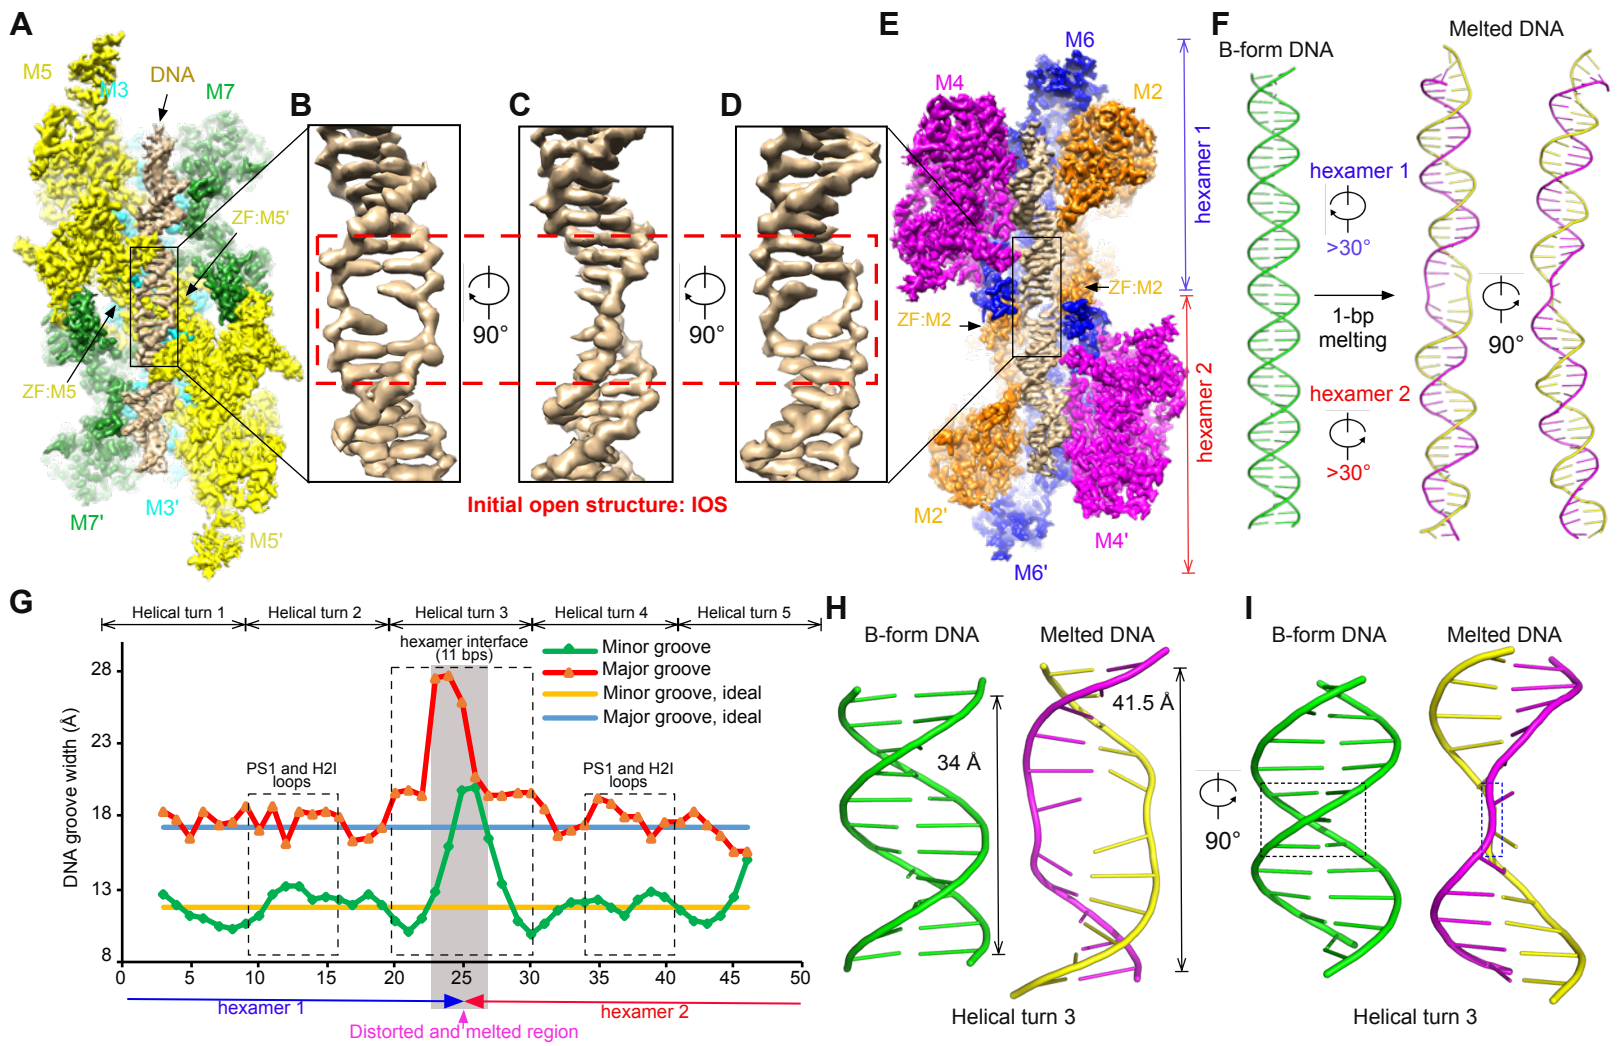 A
M5
M3
DNA
M7
ZF:M5'
ZF:M5
M7'
M3'
M5'
B
C
D
90°
90°
Initial open structure: IOS
E
M6
M4
M2
ZF:M2
ZF:M2
M2'
M4'
M6'
hexamer 1
hexamer 2
F
B-form DNA
Melted DNA
hexamer 1
>30°
1-bp
melting
hexamer 2
>30°
90°
G
Helical turn 1
Helical turn 2
Helical turn 3
Helical turn 4
Helical turn 5
hexamer interface
(11 bps)
Minor groove
Major groove
Minor groove, ideal
Major groove, ideal
PS1 and H2I
loops
PS1 and H2I
loops
DNA groove width (Å)
28
23
18
13
8
0
5
10
15
20
25
30
35
40
45
50
hexamer 1
hexamer 2
Distorted and melted region
H
B-form DNA
Melted DNA
34 Å
41.5 Å
Helical turn 3
90°
I
B-form DNA
Melted DNA
Helical turn 3